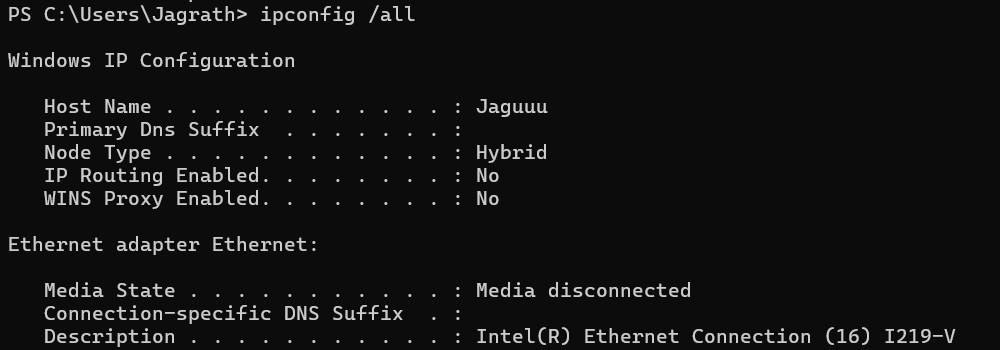 PS C:\Users\Jagrath> ipconfig /all
Windows IP Configuration
   Host Name . . . . . . . . . . . . : Jaguuu
   Primary Dns Suffix  . . . . . . . :
   Node Type . . . . . . . . . . . . : Hybrid
   IP Routing Enabled. . . . . . . . : No
   WINS Proxy Enabled. . . . . . . . : No
Ethernet adapter Ethernet:
   Media State . . . . . . . . . . . : Media disconnected
   Connection-specific DNS Suffix  . :
   Description . . . . . . . . . . . : Intel(R) Ethernet Connection (16) I219-V